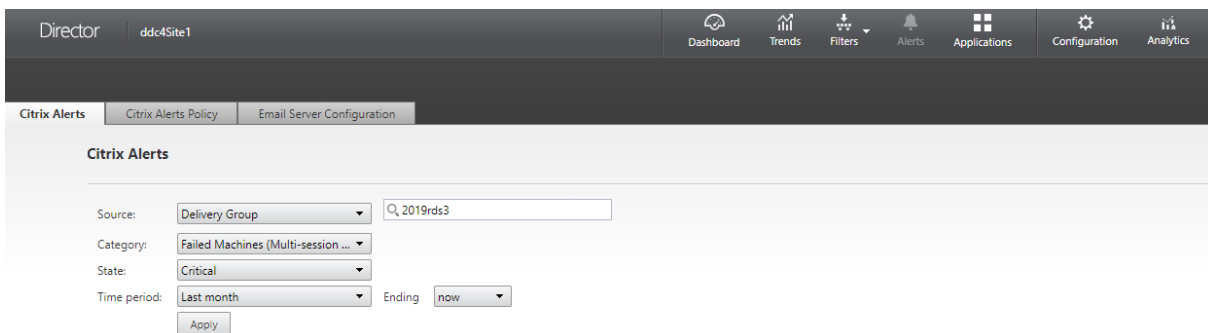 Director ddc4Site1 Dashboard Trends Filters Alerts Applications Configuration Analytics
Citrix Alerts Citrix Alerts Policy Email Server Configuration
Citrix Alerts
Source: Delivery Group 2019rds3
Category: Failed Machines (Multi-session ...
State: Critical
Time period: Last month Ending now
Apply